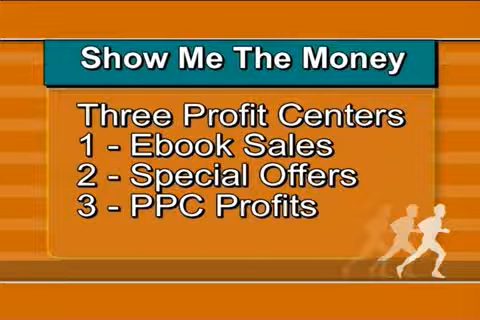 Show Me The Money
Three Profit Centers
1 - Ebook Sales
2 - Special Offers
3 - PPC Profits